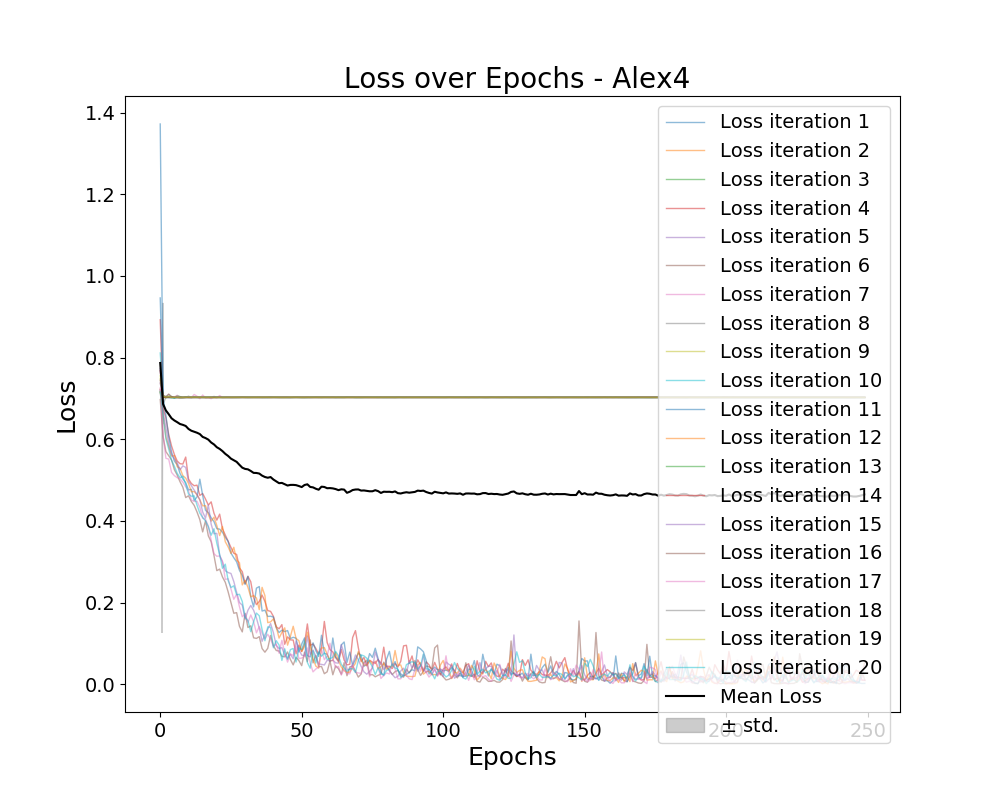 Loss over Epochs - Alex4
1.4
1.2
1.0
0.8
0.6
0.4
0.2
0.0
Loss
0
50
100
150
200
250
Epochs
Loss iteration 1
Loss iteration 2
Loss iteration 3
Loss iteration 4
Loss iteration 5
Loss iteration 6
Loss iteration 7
Loss iteration 8
Loss iteration 9
Loss iteration 10
Loss iteration 11
Loss iteration 12
Loss iteration 13
Loss iteration 14
Loss iteration 15
Loss iteration 16
Loss iteration 17
Loss iteration 18
Loss iteration 19
Loss iteration 20
Mean Loss
± std.